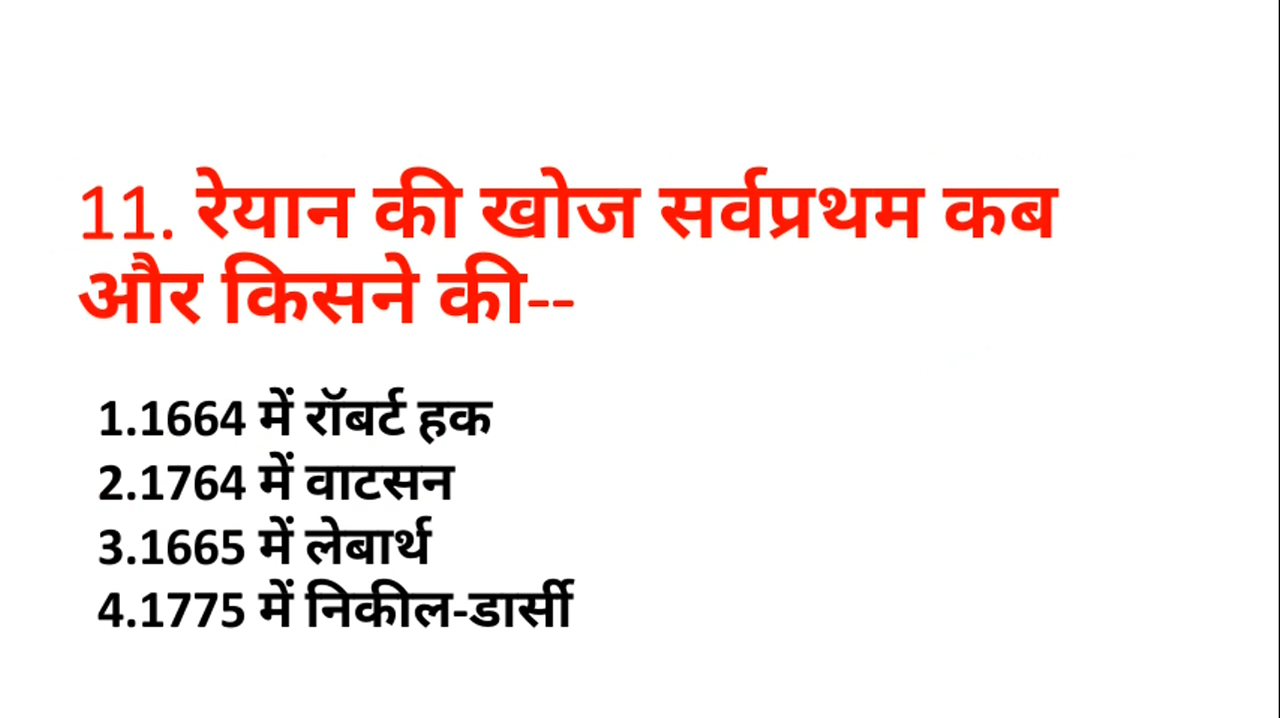 11. रेयान की खोज सर्वप्रथम कब
और किसने की--
1.1664 में रॉबर्ट हक
2.1764 में वाटसन
3.1665 में लेबार्थ
4.1775 में निकील-डार्सी